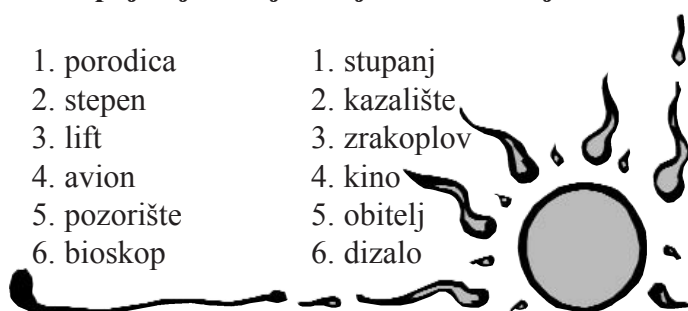 1. porodica
2. stepen
3. lift
4. avion
5. pozorište
6. bioskop
1. stupanj
2. kazalište
3. zrakoplov
4. kino
5. obitelj
6. dizalo